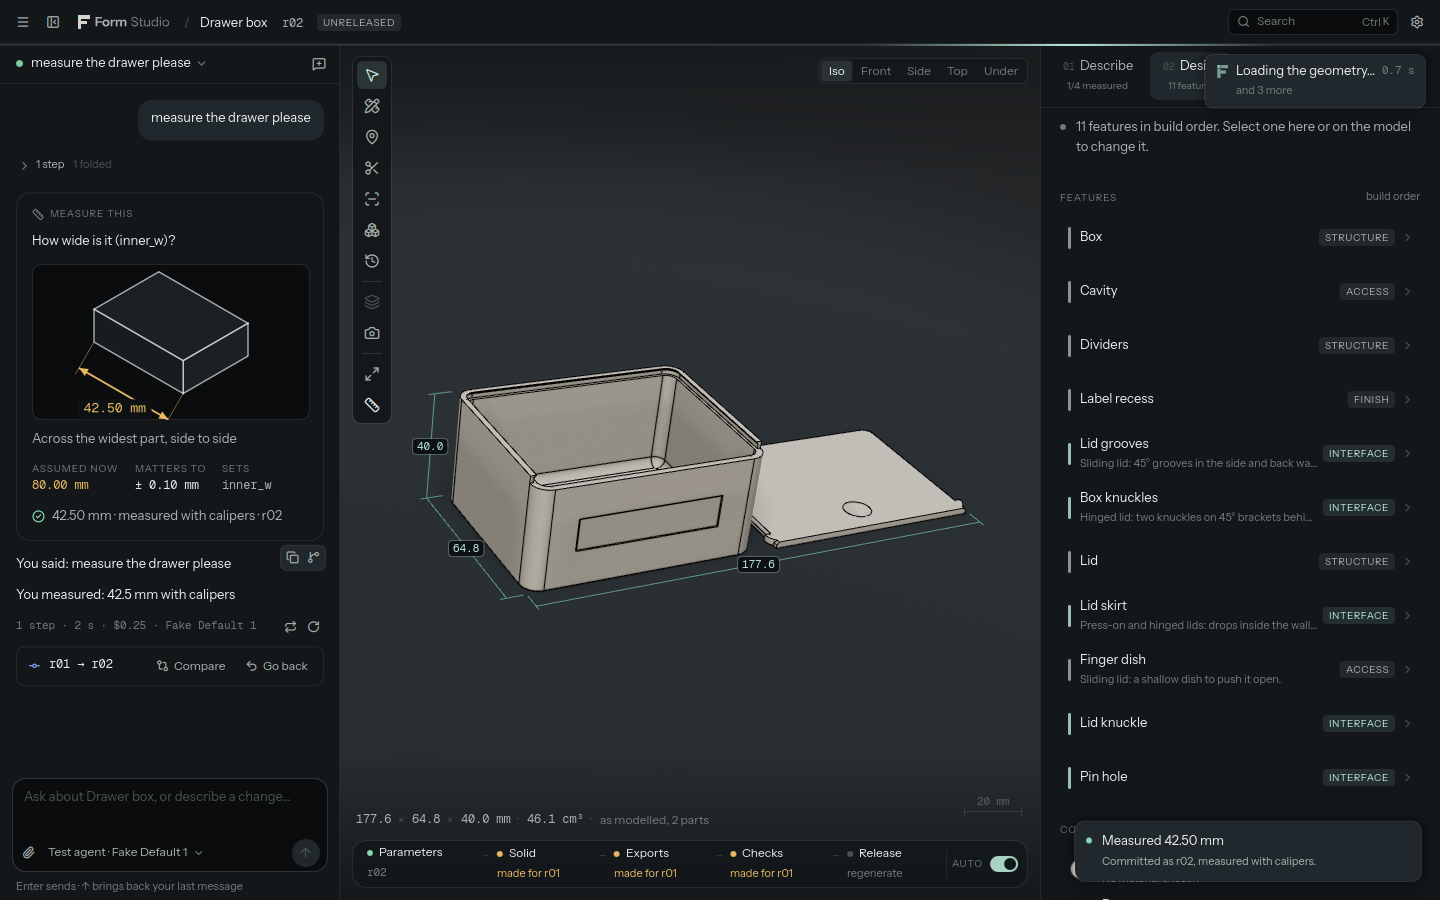 Form Studio / Drawer box r02 UNRELEASED
Search Ctrl K
measure the drawer please
measure the drawer please
1 step 1 folded
MEASURE THIS
How wide is it (inner_w)?
42.50 mm
Across the widest part, side to side
ASSUMED NOW MATTERS TO SETS
80.00 mm ± 0.10 mm inner_w
42.50 mm · measured with calipers · r02
You said: measure the drawer please
You measured: 42.5 mm with calipers
1 step · 2 s · $0.25 · Fake Default 1
r01 → r02 Compare Go back
Ask about Drawer box, or describe a change...
Test agent · Fake Default 1
Enter sends · ↑ brings back your last message
Iso Front Side Top Under
40.0
64.8
177.6
20 mm
177.6 × 64.8 × 40.0 mm · 46.1 cm³ · as modelled, 2 parts
Parameters
r02
Solid
made for r01
Exports
made for r01
Checks
made for r01
Release
regenerate
AUTO
01 Describe
1/4 measured
02
Loading the geometry... 0.7 s
and 3 more
11 features in build order. Select one here or on the model
to change it.
FEATURES build order
Box STRUCTURE
Cavity ACCESS
Dividers STRUCTURE
Label recess FINISH
Lid grooves INTERFACE
Sliding lid: 45° grooves in the side and back wa...
Box knuckles INTERFACE
Hinged lid: two knuckles on 45° brackets behi...
Lid STRUCTURE
Lid skirt INTERFACE
Press-on and hinged lids: drops inside the wall...
Finger dish ACCESS
Sliding lid: a shallow dish to push it open.
Lid knuckle INTERFACE
Pin hole INTERFACE
Measured 42.50 mm
Committed as r02, measured with calipers.